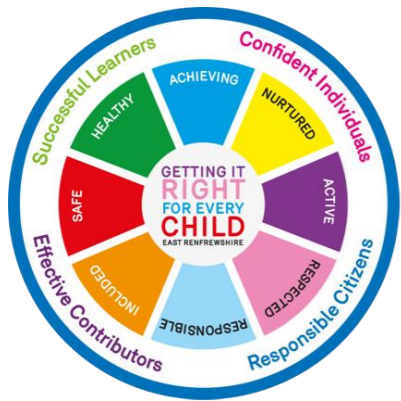 Successful Learners
Confident Individuals
ACHIEVING
NURTURED
ACTIVE
RESPECTED
RESPONSIBLE
INCLUDED
SAFE
HEALTHY
GETTING IT
RIGHT
FOR EVERY
CHILD
EAST RENFREWSHIRE
Effective Contributors
Responsible Citizens